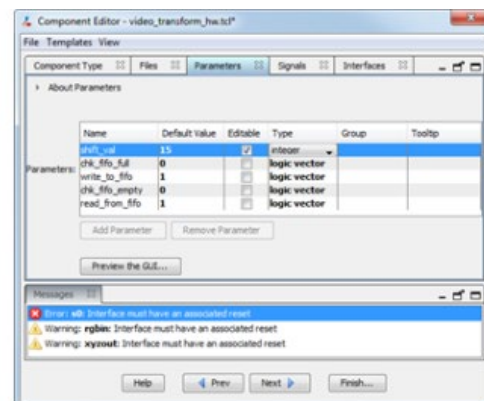 Component Editor - video_transform_hw.tcl*
File Templates View
Component Type Files Parameters Signals Interfaces
About Parameters
Name Default Value Editable Type Group Tooltip
Parameters:
shift_val 15 integer
chk_fifo_full 0 logic vector
write_to_fifo 1 logic vector
chk_fifo_empty 0 logic vector
read_from_fifo 1 logic vector
Add Parameter Remove Parameter
Preview the GUI...
Messages
Error: s0: Interface must have an associated reset
Warning: rgbin: Interface must have an associated reset
Warning: xyzout: Interface must have an associated reset
Help Prev Next Finish...